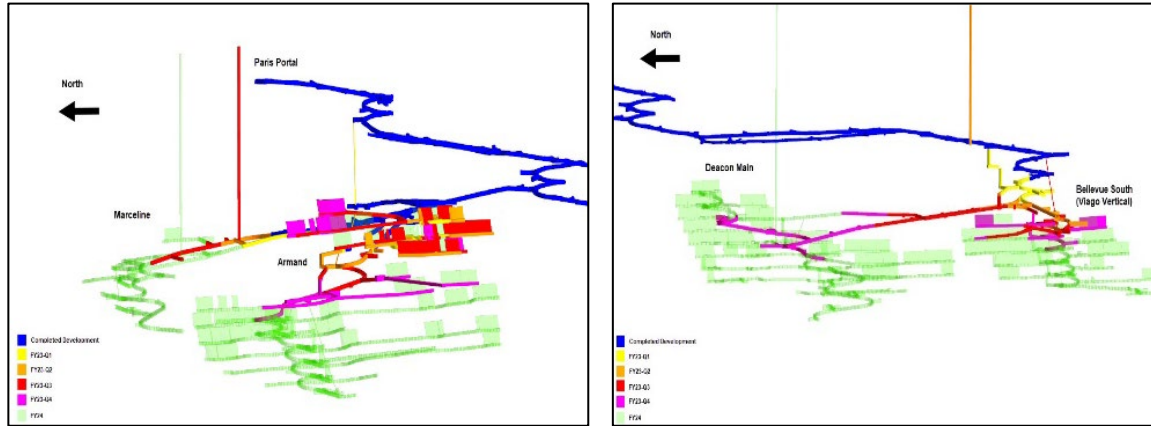 Paris Portal
North
Marceline
Armand
Completed Development
FY23-Q1
FY23-Q2
FY23-Q3
FY23-Q4
FY24
North
Deacon Main
Bellevue South
(Viago Vertical)
Completed Development
FY23-Q1
FY23-Q2
FY23-Q3
FY23-Q4
FY24